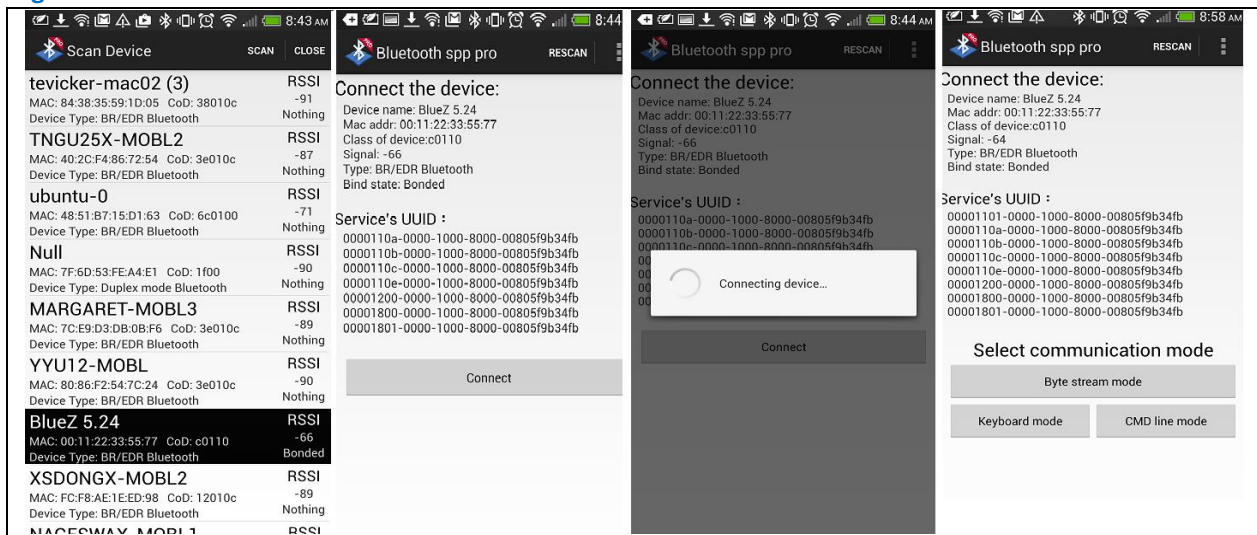 8:43 AM
Scan Device SCAN CLOSE
tevicker-mac02 (3) RSSI
MAC: 84:38:35:59:1D:05 CoD: 38010c -91
Device Type: BR/EDR Bluetooth Nothing
TNGU25X-MOBL2 RSSI
MAC: 40:2C:F4:86:72:54 CoD: 3e010c -87
Device Type: BR/EDR Bluetooth Nothing
ubuntu-0 RSSI
MAC: 48:51:B7:15:D1:63 CoD: 6c0100 -71
Device Type: BR/EDR Bluetooth Nothing
Null RSSI
MAC: 7F:6D:53:FE:A4:E1 CoD: 1f00 -90
Device Type: Duplex mode Bluetooth Nothing
MARGARET-MOBL3 RSSI
MAC: 7C:E9:D3:DB:0B:F6 CoD: 3e010c -89
Device Type: BR/EDR Bluetooth Nothing
YYU12-MOBL RSSI
MAC: 80:86:F2:54:7C:24 CoD: 3e010c -90
Device Type: BR/EDR Bluetooth Nothing
BlueZ 5.24 RSSI
MAC: 00:11:22:33:55:77 CoD: c0110 -66
Device Type: BR/EDR Bluetooth Bonded
XSDONGX-MOBL2 RSSI
MAC: FC:F8:AE:1E:ED:98 CoD: 12010c -89
Device Type: BR/EDR Bluetooth Nothing
NAGESWAX-MOBL1 RSSI
8:44
Bluetooth spp pro RESCAN
Connect the device:
Device name: BlueZ 5.24
Mac addr: 00:11:22:33:55:77
Class of device:c0110
Signal: -66
Type: BR/EDR Bluetooth
Bind state: Bonded
Service's UUID :
0000110a-0000-1000-8000-00805f9b34fb
0000110b-0000-1000-8000-00805f9b34fb
0000110c-0000-1000-8000-00805f9b34fb
0000110e-0000-1000-8000-00805f9b34fb
00001200-0000-1000-8000-00805f9b34fb
00001800-0000-1000-8000-00805f9b34fb
00001801-0000-1000-8000-00805f9b34fb
Connect
8:44 AM
Bluetooth spp pro RESCAN
Connect the device:
Device name: BlueZ 5.24
Mac addr: 00:11:22:33:55:77
Class of device:c0110
Signal: -66
Type: BR/EDR Bluetooth
Bind state: Bonded
Service's UUID :
0000110a-0000-1000-8000-00805f9b34fb
0000110b-0000-1000-8000-00805f9b34fb
0000110c-0000-1000-8000-00805f9b34fb
Connecting device...
Connect
8:58 AM
Bluetooth spp pro RESCAN
Connect the device:
Device name: BlueZ 5.24
Mac addr: 00:11:22:33:55:77
Class of device:c0110
Signal: -64
Type: BR/EDR Bluetooth
Bind state: Bonded
Service's UUID :
00001101-0000-1000-8000-00805f9b34fb
0000110a-0000-1000-8000-00805f9b34fb
0000110b-0000-1000-8000-00805f9b34fb
0000110c-0000-1000-8000-00805f9b34fb
0000110e-0000-1000-8000-00805f9b34fb
00001200-0000-1000-8000-00805f9b34fb
00001800-0000-1000-8000-00805f9b34fb
00001801-0000-1000-8000-00805f9b34fb
Select communication mode
Byte stream mode
Keyboard mode CMD line mode